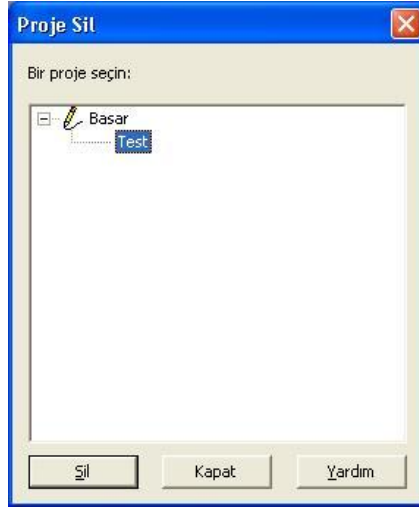 Proje Sil
Bir proje seçin:
Basar
Test
Sil Kapat Yardım